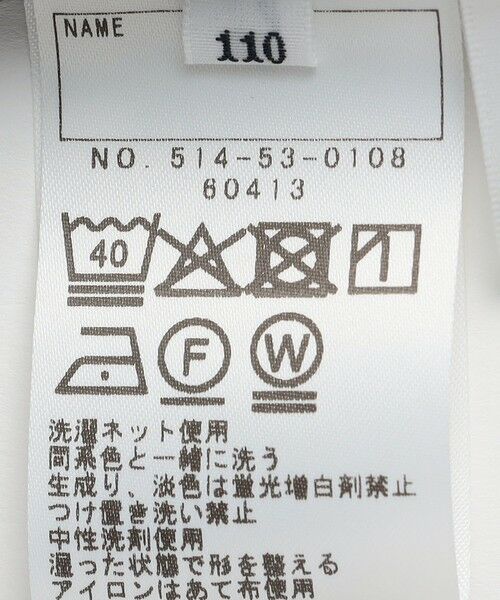 NAME
110
NO. 514-53-0108
60413
40
F
W
洗濯ネット使用
同系色と一緒に洗う
生成り、淡色は蛍光増白剤禁止
つけ置き洗い禁止
中性洗剤使用
湿った状態で形を整える
アイロンはあて布使用